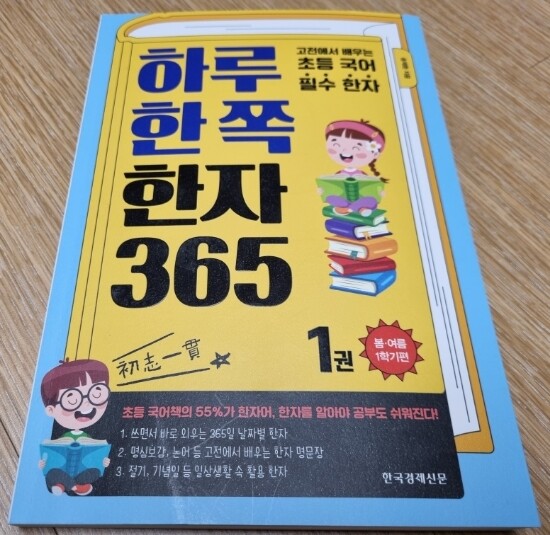 고전에서 배우는
초등 국어
필수 한자
하루
한 쪽
한자
365
初志一貫
1권
봄·여름
1학기편
초등 국어책의 55%가 한자어, 한자를 알아야 공부도 쉬워진다!
1. 쓰면서 바로 외우는 365일 날짜별 한자
2. 명심보감, 논어 등 고전에서 배우는 한자 명문장
3. 절기, 기념일 등 일상생활 속 활용 한자
한국경제신문